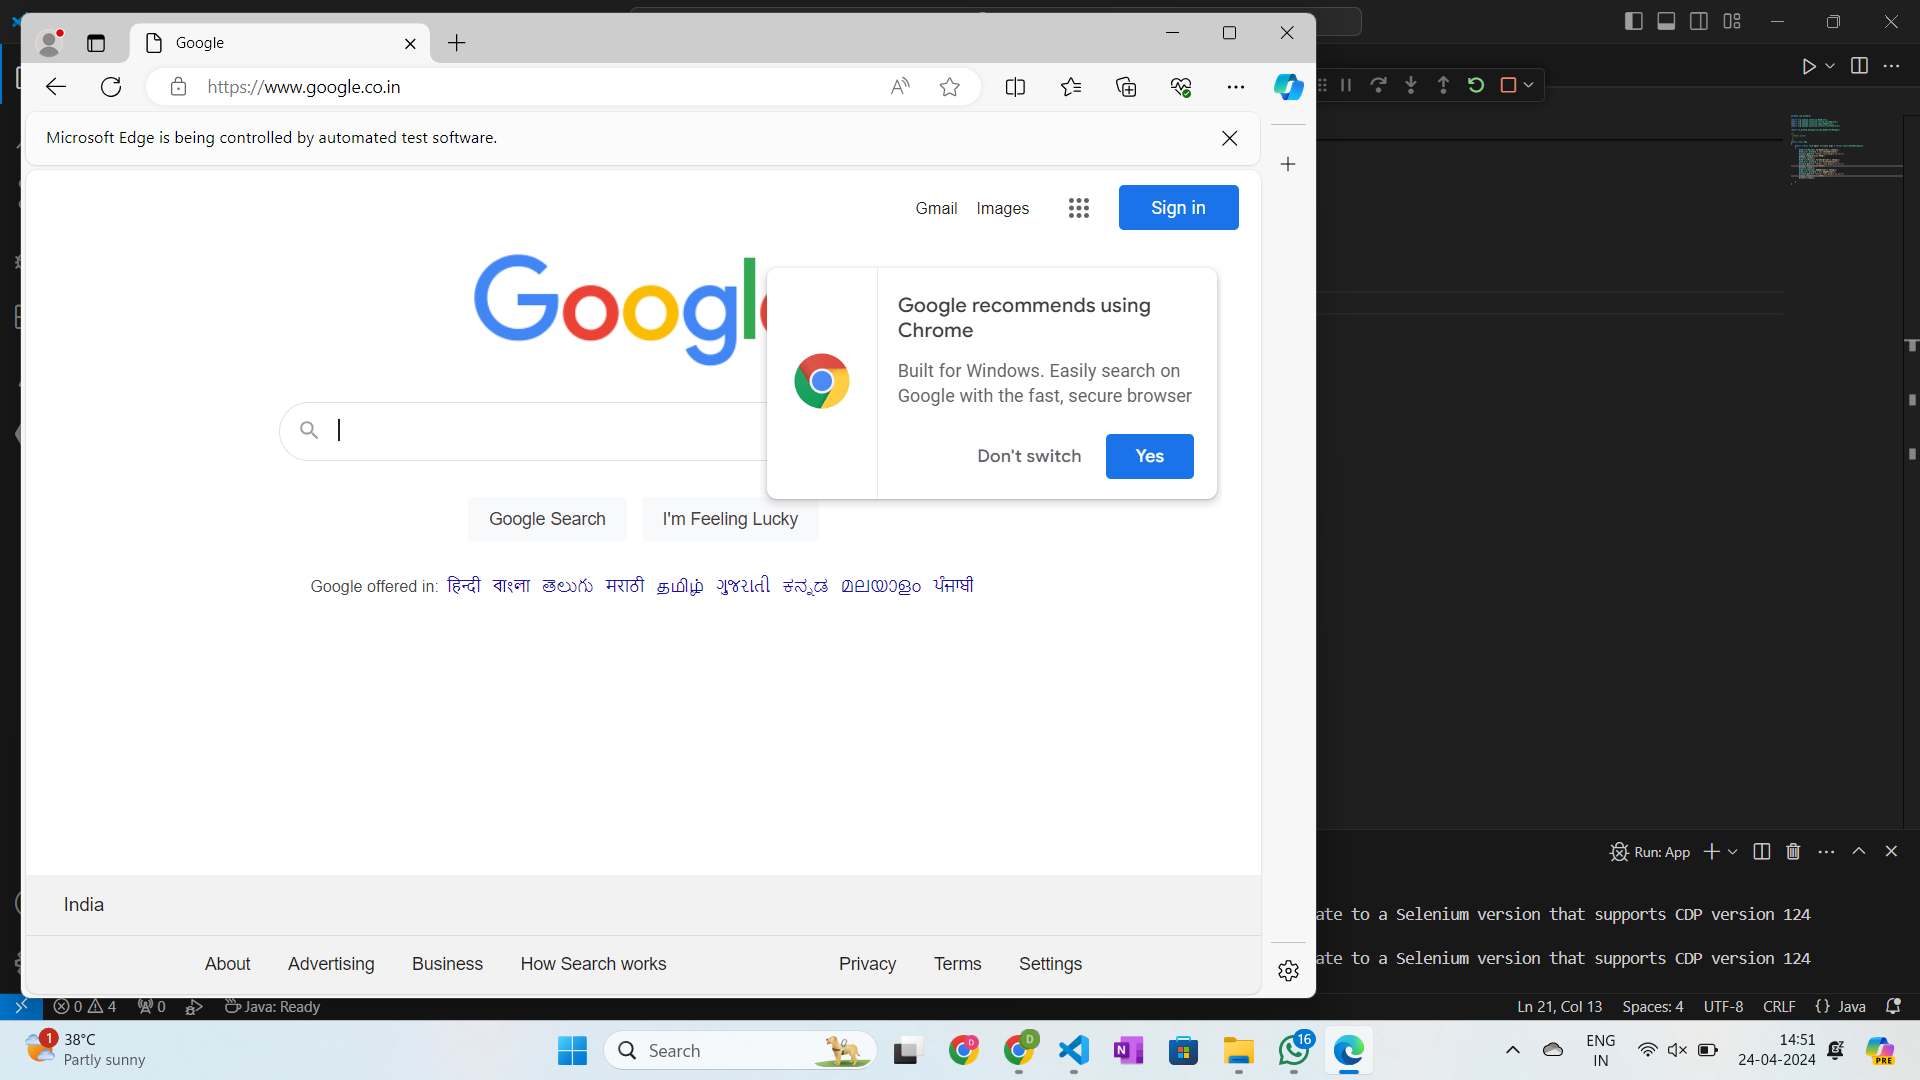 Google
https://www.google.co.in
Microsoft Edge is being controlled by automated test software.
Gmail Images Sign in
Google
Google recommends using
Chrome
Built for Windows. Easily search on
Google with the fast, secure browser
Don't switch Yes
Google Search I'm Feeling Lucky
Google offered in: हिन्दी বাংলা తెలుగు मराठी தமிழ் ગુજરાતી ಕನ್ನಡ മലയാളം ਪੰਜਾਬੀ
India
About Advertising Business How Search works Privacy Terms Settings
Run: App
ate to a Selenium version that supports CDP version 124
ate to a Selenium version that supports CDP version 124
0 4 0 Java: Ready Ln 21, Col 13 Spaces: 4 UTF-8 CRLF {} Java
1 38°C
Partly sunny
Search
D
D
N
16
ENG
IN
14:51
24-04-2024
PRE